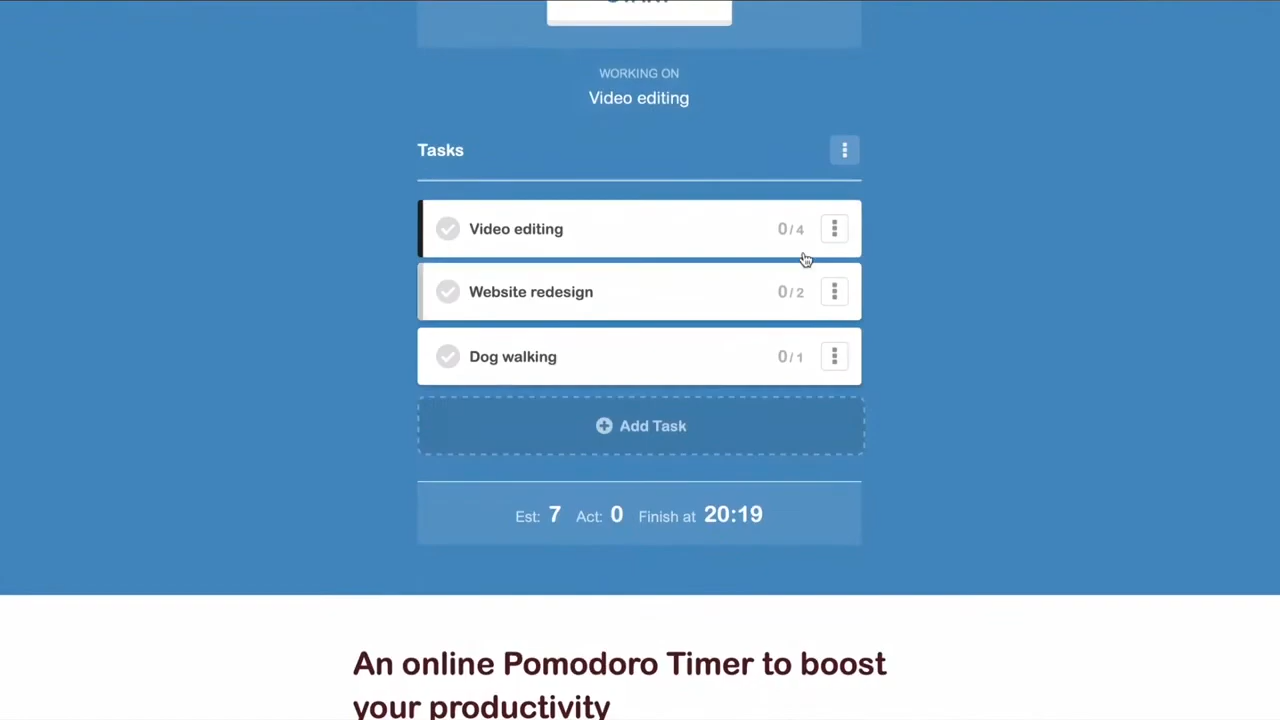 WORKING ON
Video editing
Tasks
Video editing 0/4
Website redesign 0/2
Dog walking 0/1
Add Task
Est: 7 Act: 0 Finish at 20:19
An online Pomodoro Timer to boost
your productivity